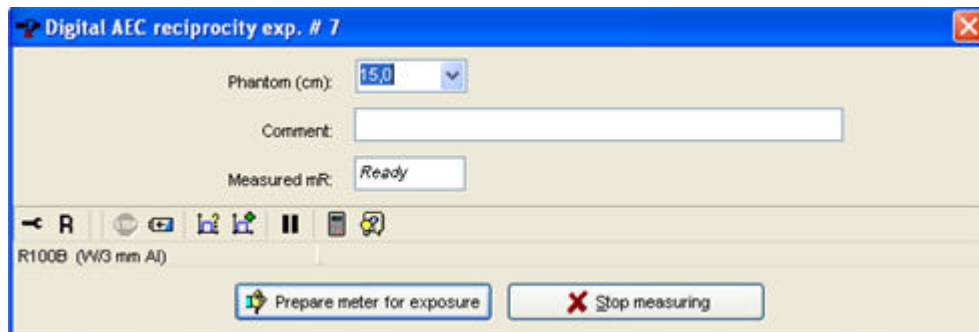 Digital AEC reciprocity exp. # 7
Phantom (cm): 15,0
Comment:
Measured mR: Ready
R
R100B (W/3 mm Al)
Prepare meter for exposure Stop measuring